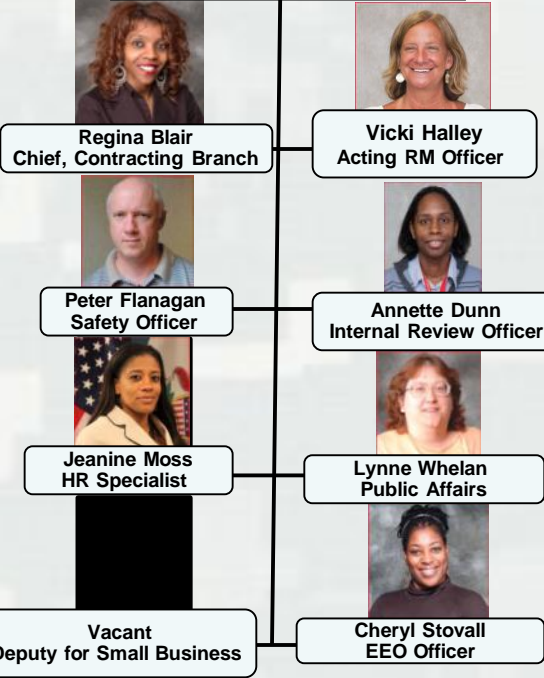 Regina Blair
Chief, Contracting Branch
Vicki Halley
Acting RM Officer
Peter Flanagan
Safety Officer
Annette Dunn
Internal Review Officer
Jeanine Moss
HR Specialist
Lynne Whelan
Public Affairs
Vacant
Deputy for Small Business
Cheryl Stovall
EEO Officer